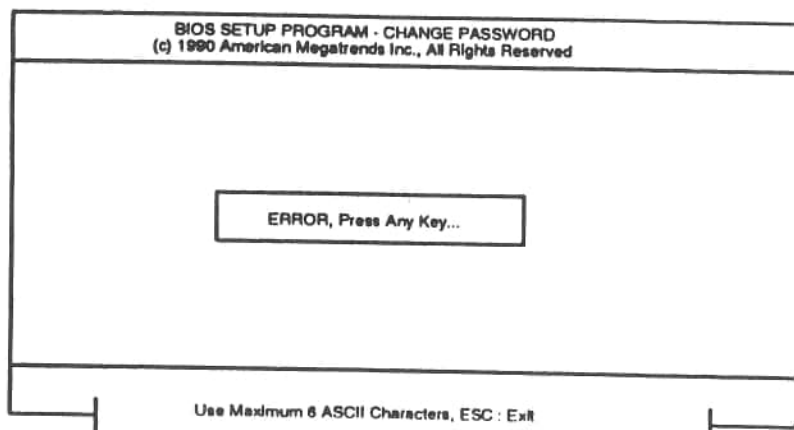 BIOS SETUP PROGRAM - CHANGE PASSWORD
(c) 1990 American Megatrends Inc., All Rights Reserved
ERROR, Press Any Key...
Use Maximum 6 ASCII Characters, ESC : Exit